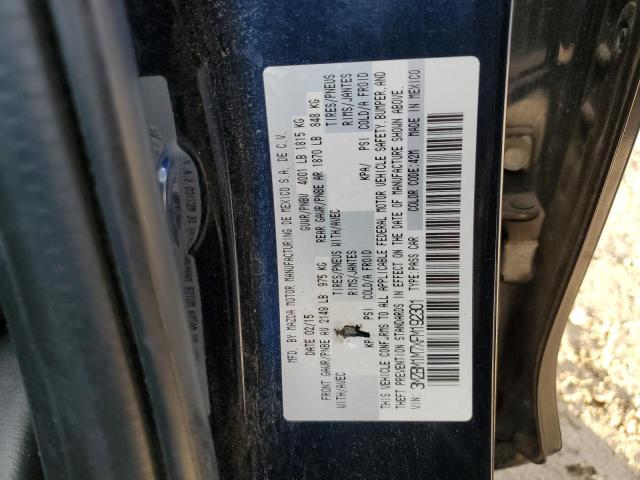 MFD. BY MAZDA MOTOR MANUFACTURING DE MEXICO S.A. DE C.V.
DATE 02/15 GVWR/PNBV 4001 LB 1815 KG
FRONT GAWR/PNBE AV 2149 LB 975 KG REAR GAWR/PNBE AR 1870 LB 848 KG
WITH/AVEC TIRES/PNEUS WITH/AVEC TIRES/PNEUS
RIMS/JANTES RIMS/JANTES
KP PSI COLD/A FROID KPA/ PSI COLD/A FROID
THIS VEHICLE CONFORMS TO ALL APPLICABLE FEDERAL MOTOR VEHICLE SAFETY, BUMPER, AND
THEFT PREVENTION STANDARDS IN EFFECT ON THE DATE OF MANUFACTURE SHOWN ABOVE.
VIN: 3MZBM1M7XFM192301 TYPE:PASS CAR COLOR CODE:42M MADE IN MEXICO